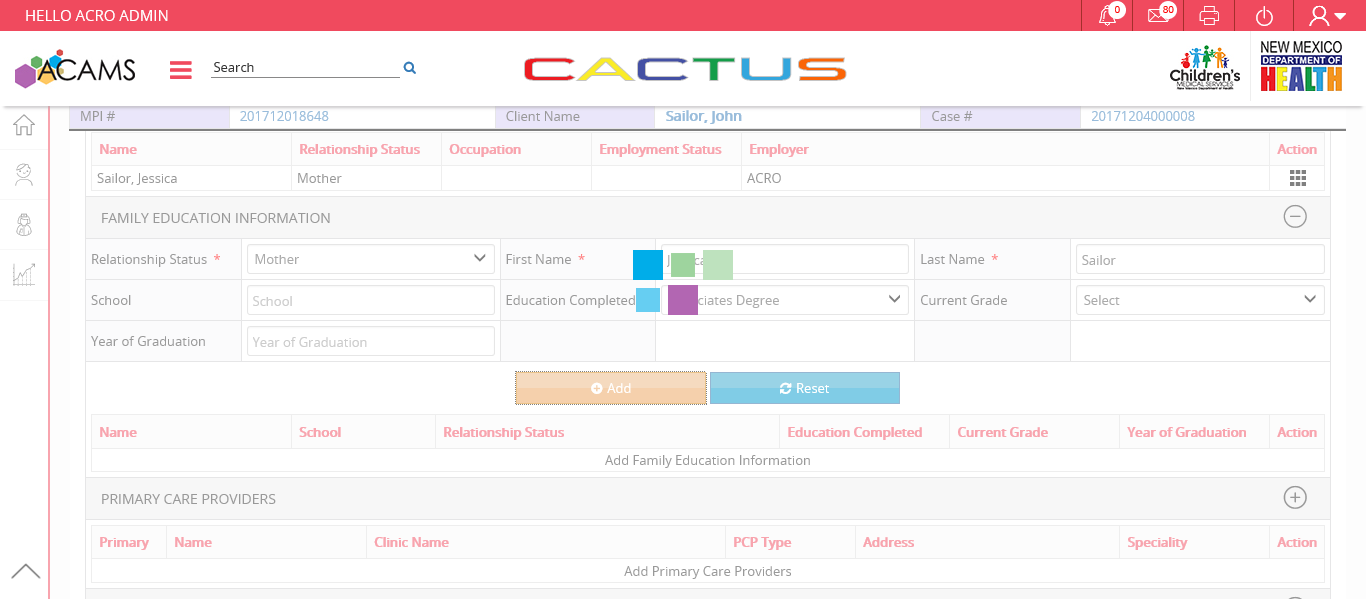 HELLO ACRO ADMIN
0
80
ACAMS
Search
CACTUS
Children's
MEDICAL SERVICES
New Mexico Department of Health
NEW MEXICO
DEPARTMENT OF
HEALTH
MPI # 201712018648 Client Name Sailor, John Case # 20171204000008
Name Relationship Status Occupation Employment Status Employer Action
Sailor, Jessica Mother ACRO
FAMILY EDUCATION INFORMATION
Relationship Status * Mother First Name * Last Name * Sailor
School School Education Completed Degree Current Grade Select
Year of Graduation Year of Graduation
Add Reset
Name School Relationship Status Education Completed Current Grade Year of Graduation Action
Add Family Education Information
PRIMARY CARE PROVIDERS
Primary Name Clinic Name PCP Type Address Speciality Action
Add Primary Care Providers